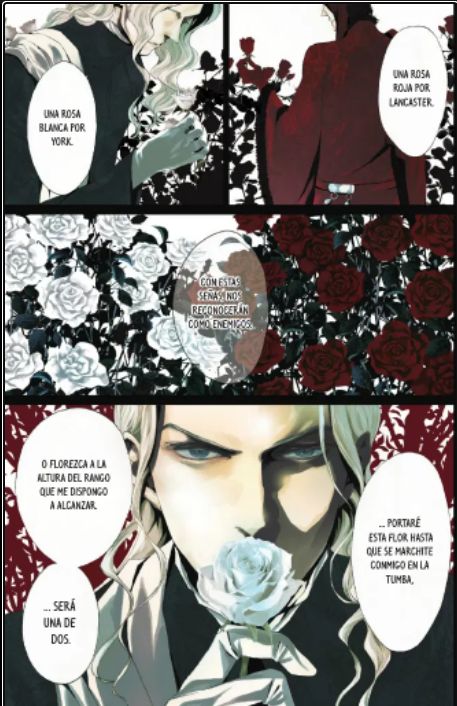 UNA ROSA
ROJA POR
LANCASTER.
UNA ROSA
BLANCA POR
YORK.
CON ESTAS
SEÑAS, NOS
RECONOCERÁN
COMO ENEMIGOS.
... PORTARÉ
ESTA FLOR HASTA
QUE SE MARCHITE
CONMIGO EN LA
TUMBA,
O FLOREZCA A LA
ALTURA DEL RANGO
QUE ME DISPONGO
A ALCANZAR.
... SERÁ
UNA DE
DOS.